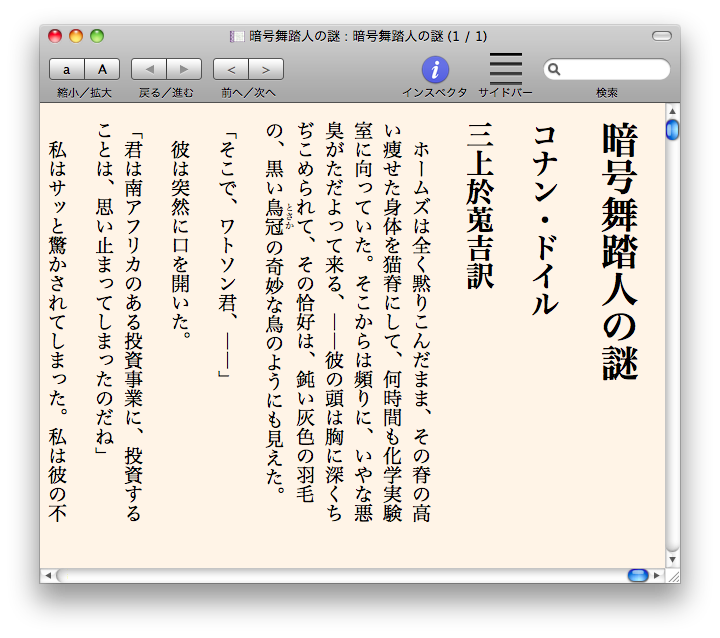 暗号舞踏人の謎 : 暗号舞踏人の謎 (1 / 1)
a A
縮小／拡大
戻る／進む
前へ／次へ
インスペクタ
サイドバー
検索
暗号舞踏人の謎
コナン・ドイル
三上於菟吉訳
ホームズは全く黙りこんだまま、その脊の高
い痩せた身体を猫脊にして、何時間も化学実験
室に向っていた。そこからは頻りに、いやな悪
臭がただよって来る、――彼の頭は胸に深くち
ぢこめられて、その恰好は、鈍い灰色の羽毛
の、黒い鳥冠とさかの奇妙な鳥のようにも見えた。
「そこで、ワトソン君、――」
彼は突然に口を開いた。
「君は南アフリカのある投資事業に、投資する
ことは、思い止まってしまったのだね」
私はサッと驚かされてしまった。私は彼の不